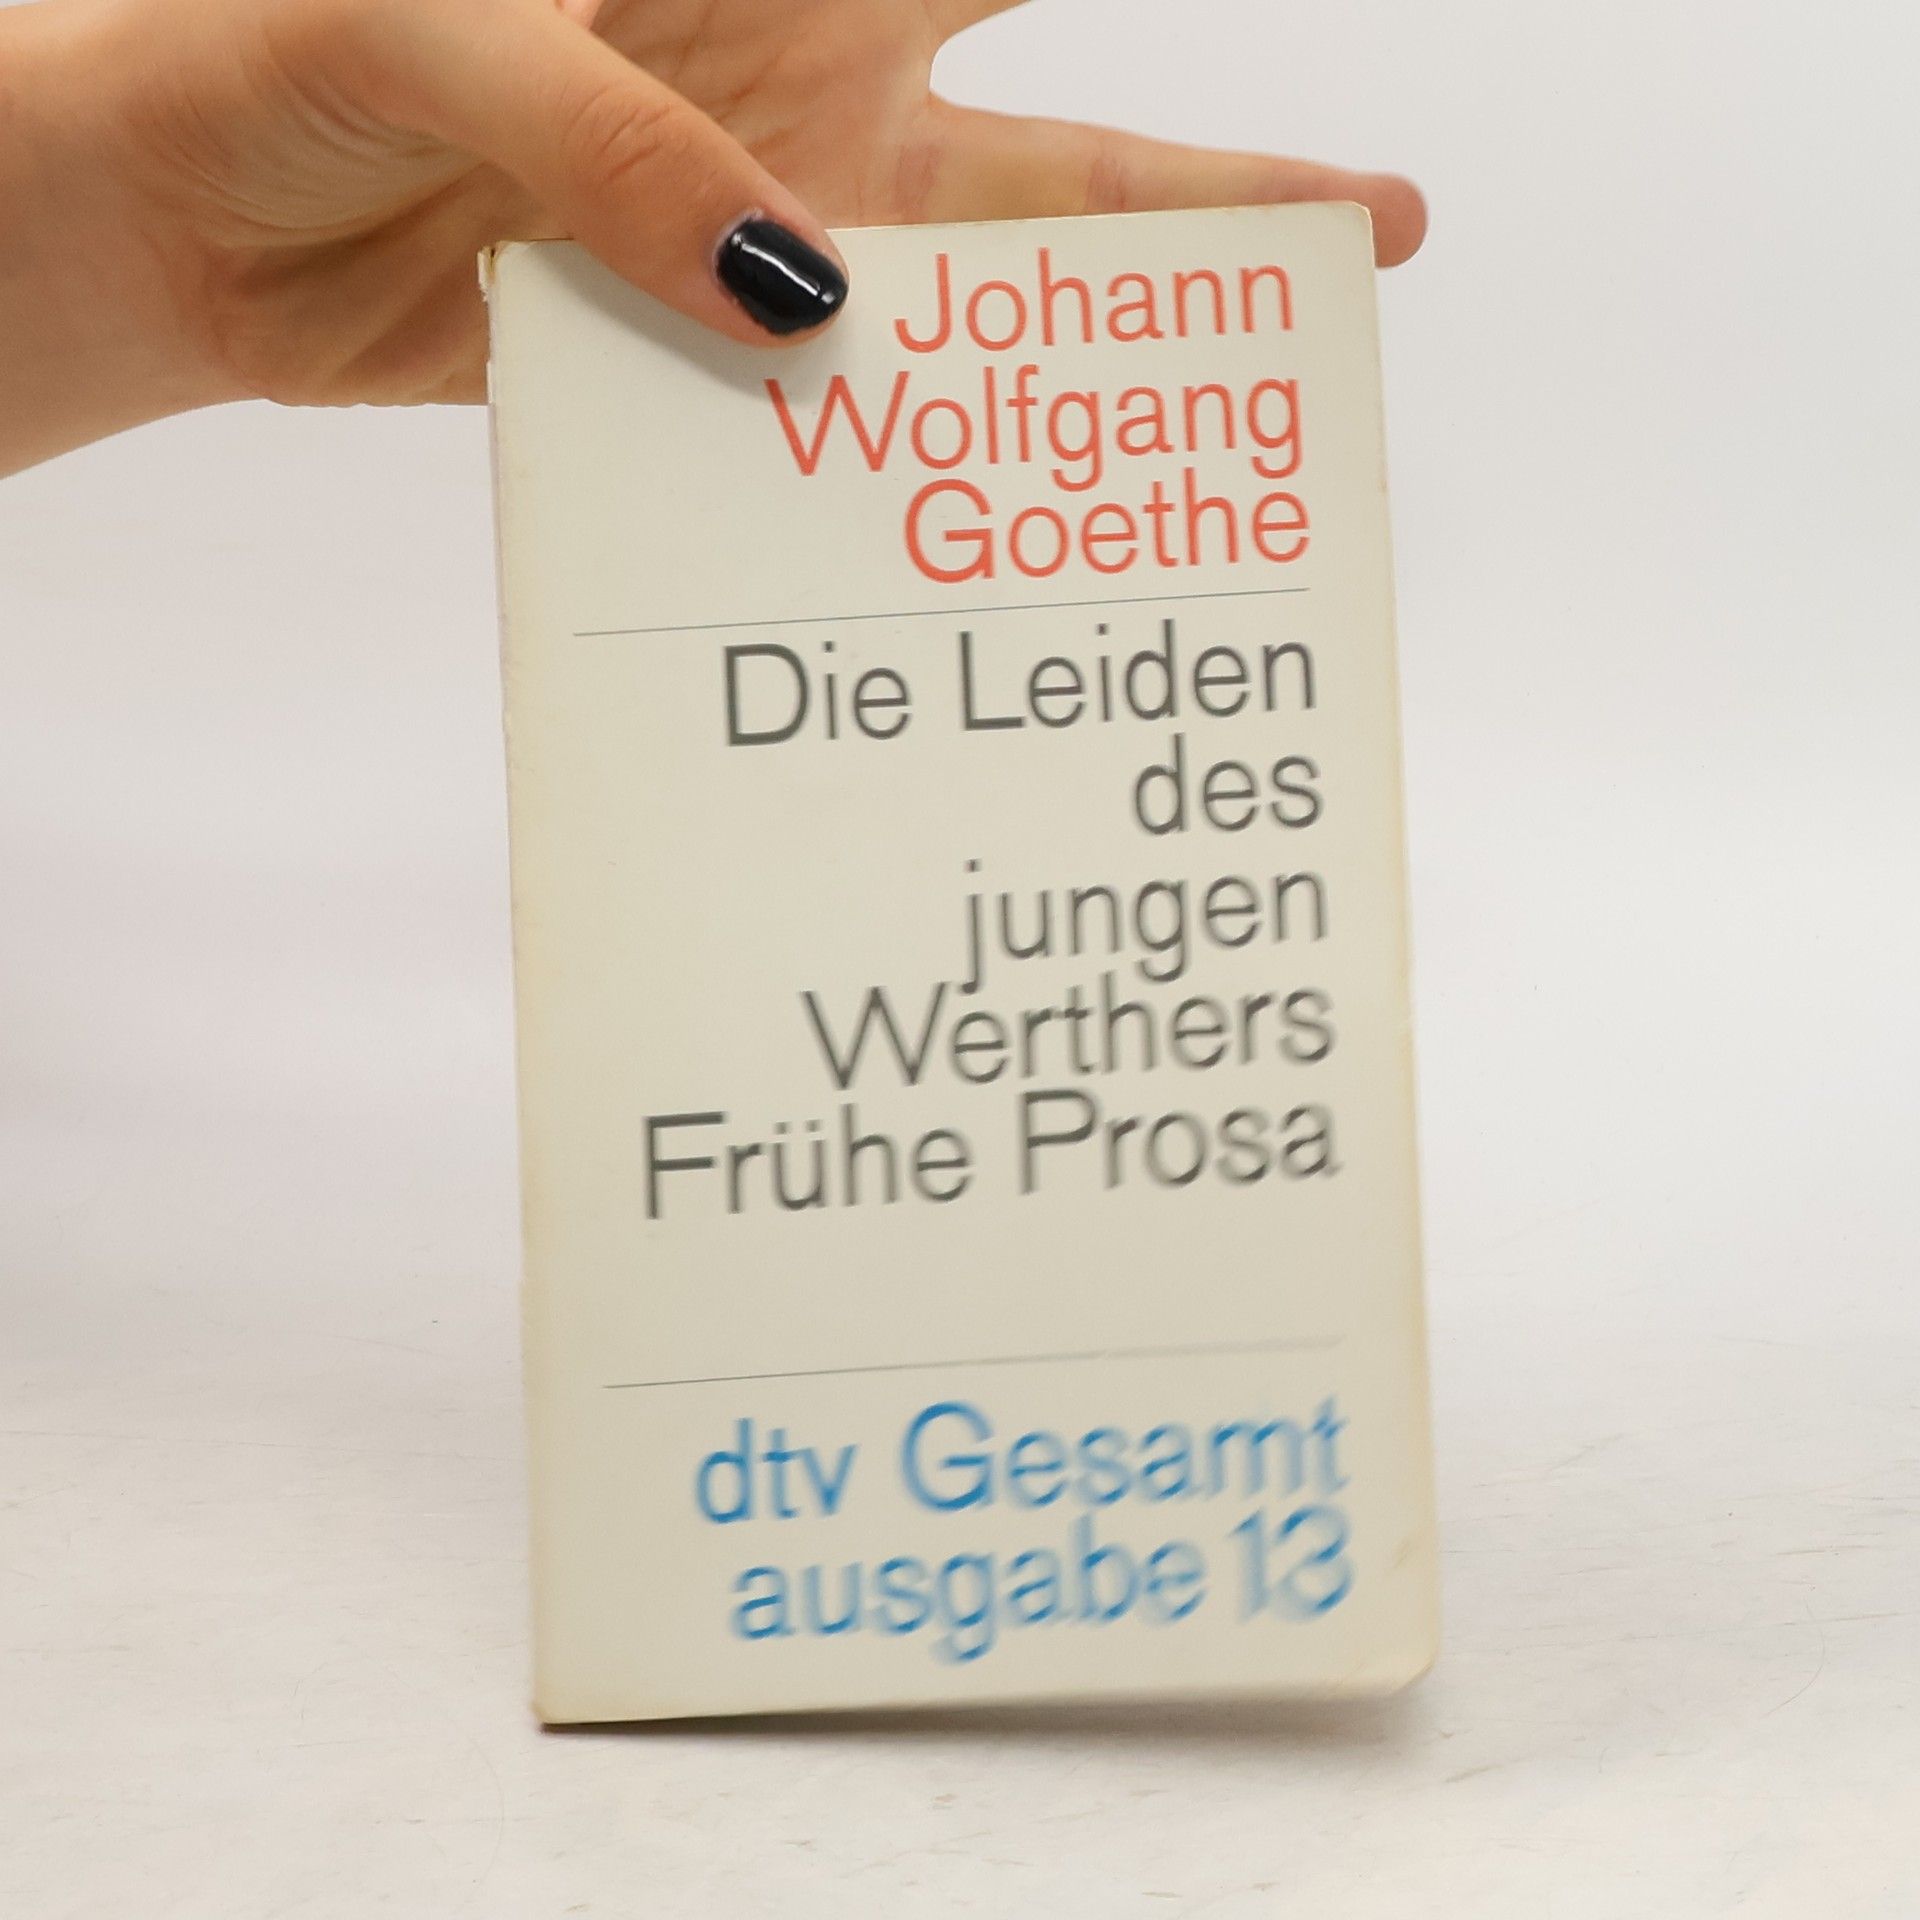 Johann
Wolfgang
Goethe
Die Leiden
des
jungen
Werthers
Frühe Prosa
dtv Gesamt
ausgabe 13